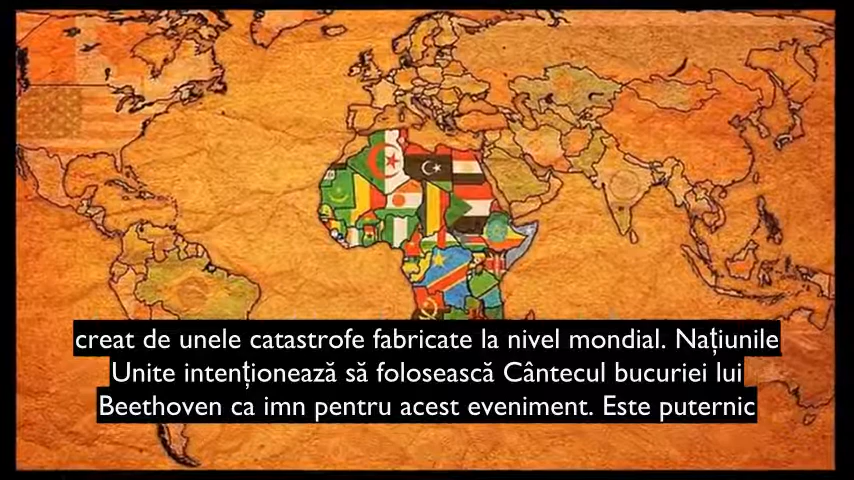 creat de unele catastrofe fabricate la nivel mondial. Națiunile
Unite intenționează să folosească Cântecul bucuriei lui
Beethoven ca imn pentru acest eveniment. Este puternic